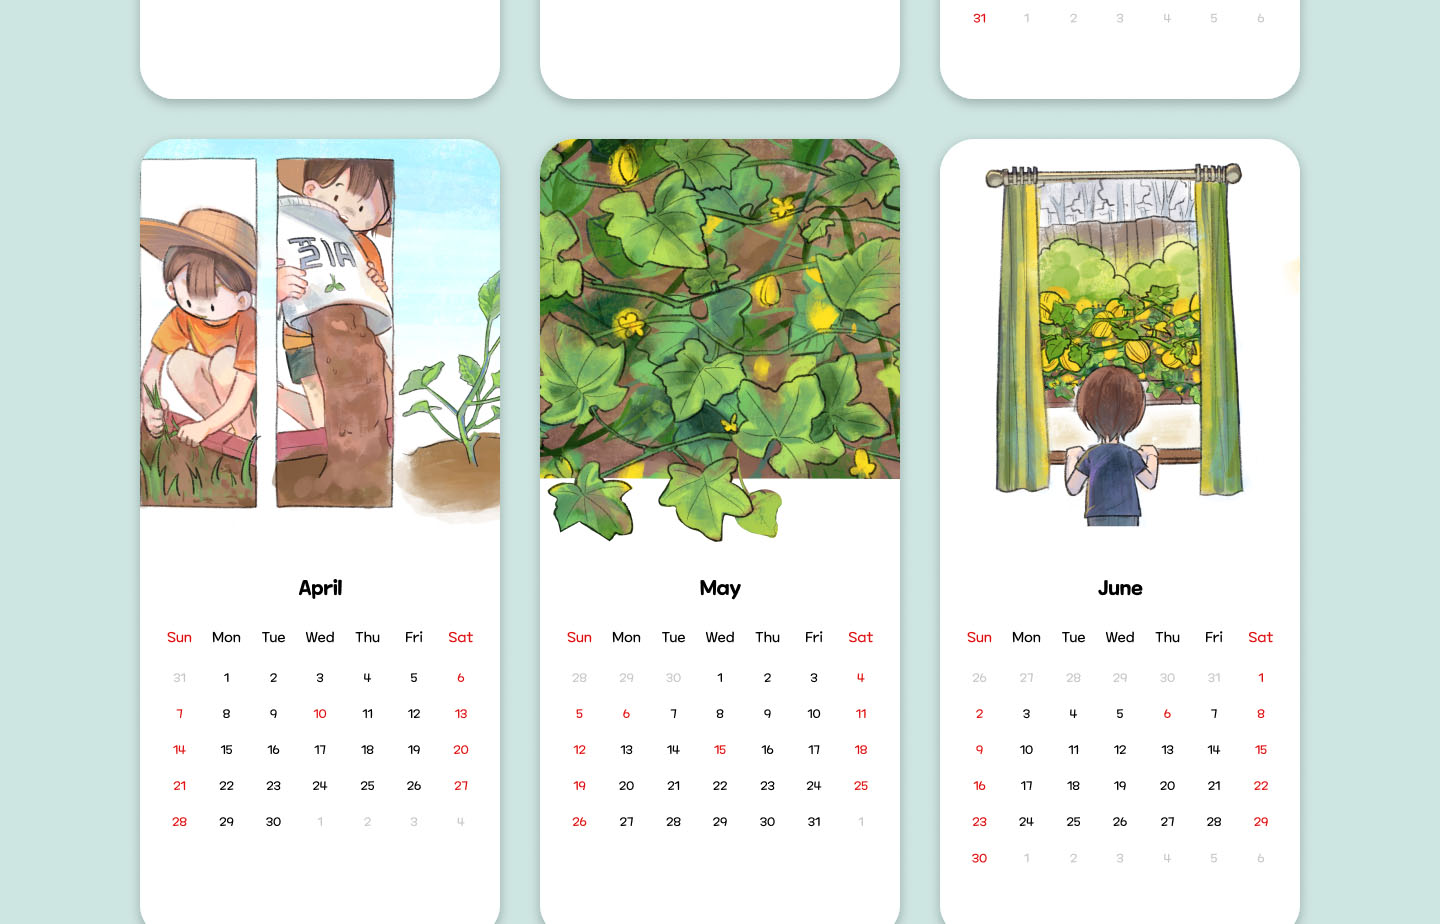 31 1 2 3 4 5 6
April
Sun Mon Tue Wed Thu Fri Sat
31 1 2 3 4 5 6
7 8 9 10 11 12 13
14 15 16 17 18 19 20
21 22 23 24 25 26 27
28 29 30 1 2 3 4
May
Sun Mon Tue Wed Thu Fri Sat
28 29 30 1 2 3 4
5 6 7 8 9 10 11
12 13 14 15 16 17 18
19 20 21 22 23 24 25
26 27 28 29 30 31 1
June
Sun Mon Tue Wed Thu Fri Sat
26 27 28 29 30 31 1
2 3 4 5 6 7 8
9 10 11 12 13 14 15
16 17 18 19 20 21 22
23 24 25 26 27 28 29
30 1 2 3 4 5 6